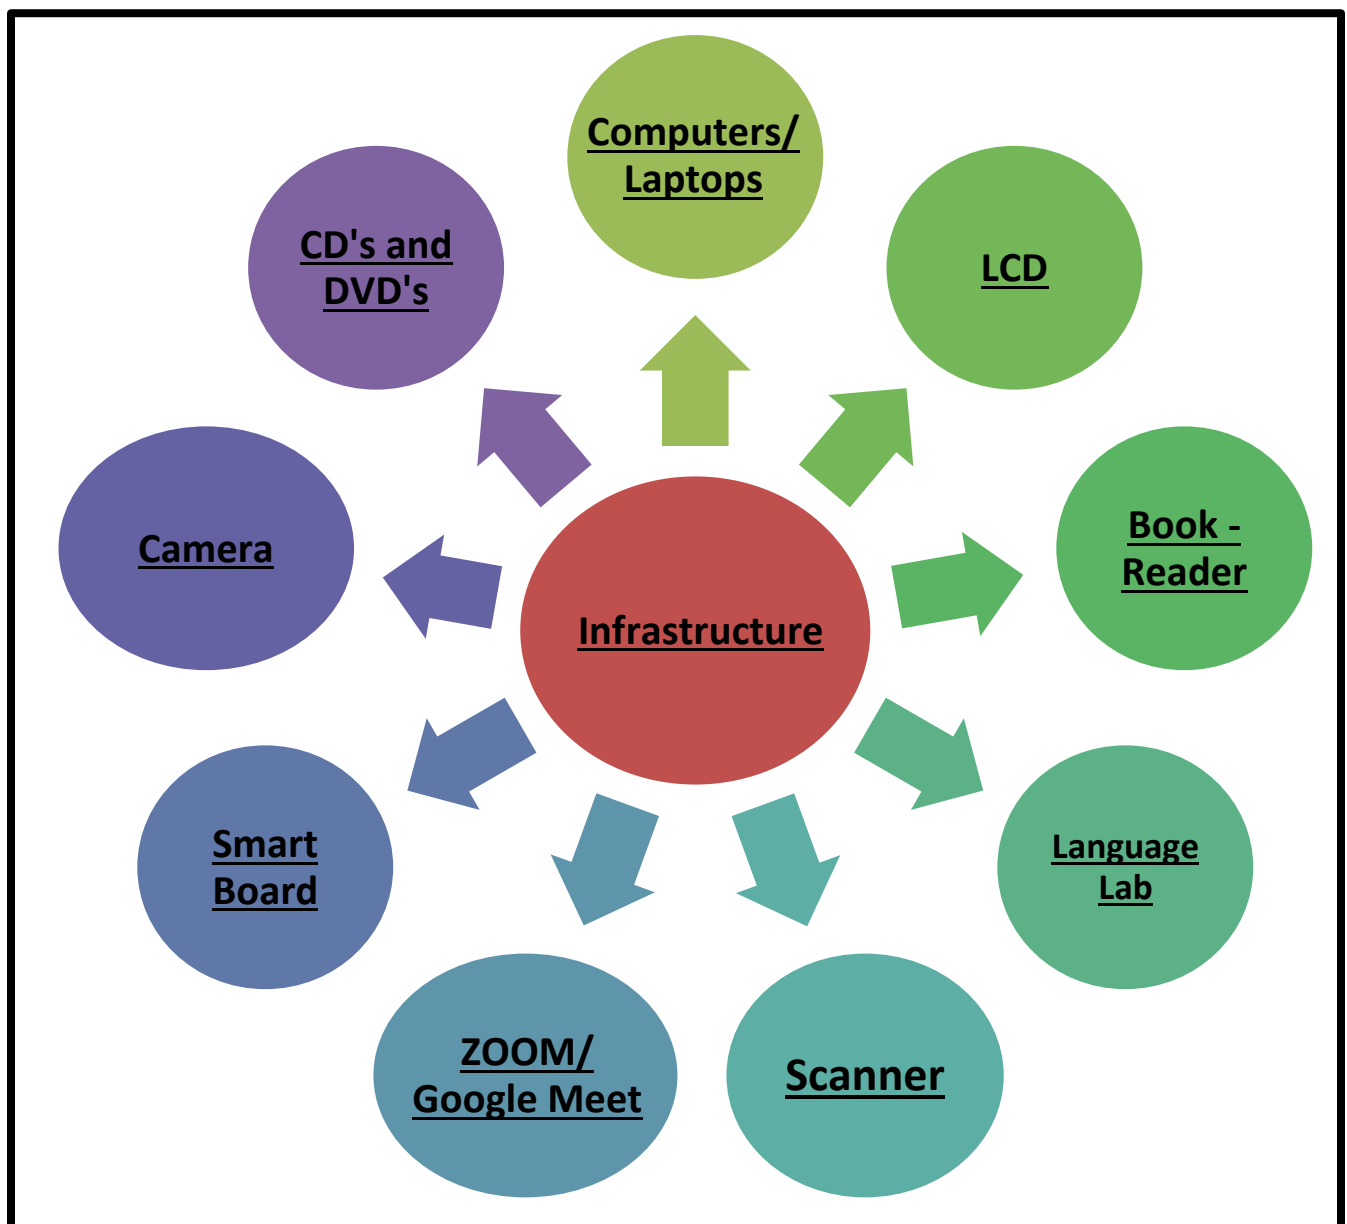 Computers/
Laptops
CD's and
DVD's
LCD
Camera
Book -
Reader
Infrastructure
Smart
Board
Language
Lab
ZOOM/
Google Meet
Scanner